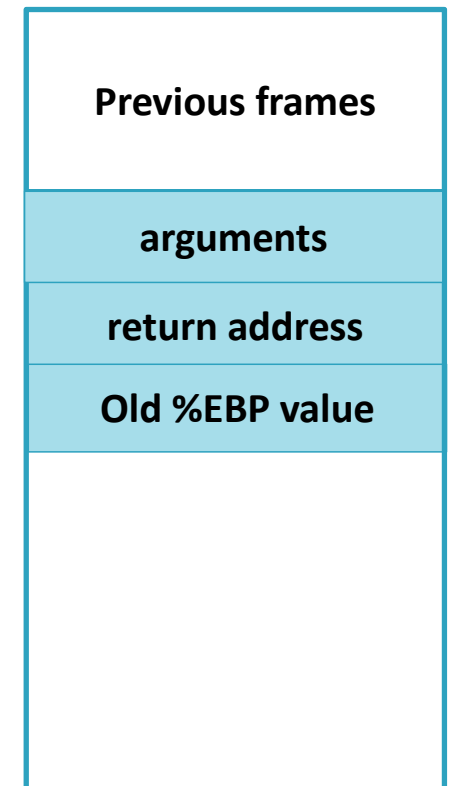 Previous frames
arguments
return address
Old %EBP value